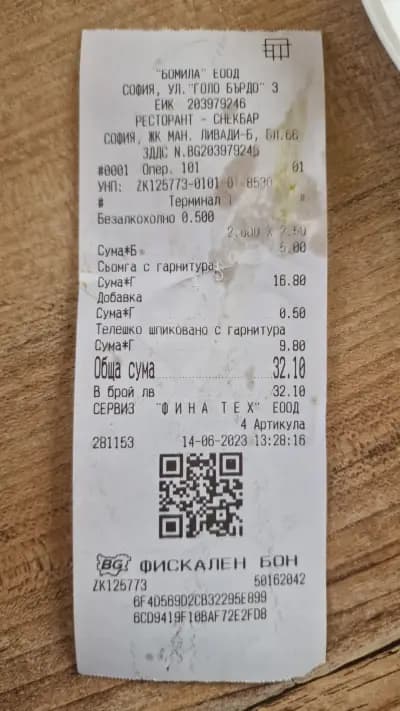 "БОМИЛА" ЕООД
СОФИЯ, УЛ."ГОЛО БЪРДО" 3
ЕИК 203979246
РЕСТОРАНТ - СНЕКБАР
СОФИЯ, ЖК МАН. ЛИВАДИ-Б, БЛ.66
ЗДДС N.BG203979246
#0001 Опер. 101 01
УНП: ZK125773-0101-
# Терминал 1 #
Безалкохолно 0.500
2.000 X 2.50
Сума*Б 5.00
Сьомга с гарнитура
Сума*Г 16.80
Добавка
Сума*Г 0.50
Телешко шпиковано с гарнитура
Сума*Г 9.80
Обща сума 32.10
В брой лв 32.10
СЕРВИЗ "ФИНА ТЕХ" ЕООД
4 Артикула
281153 14-06-2023 13:28:16
BG ФИСКАЛЕН БОН
ZK125773 50162042
6F4D569D2CB32295E899
6CD9419F10BAF72E2FD8